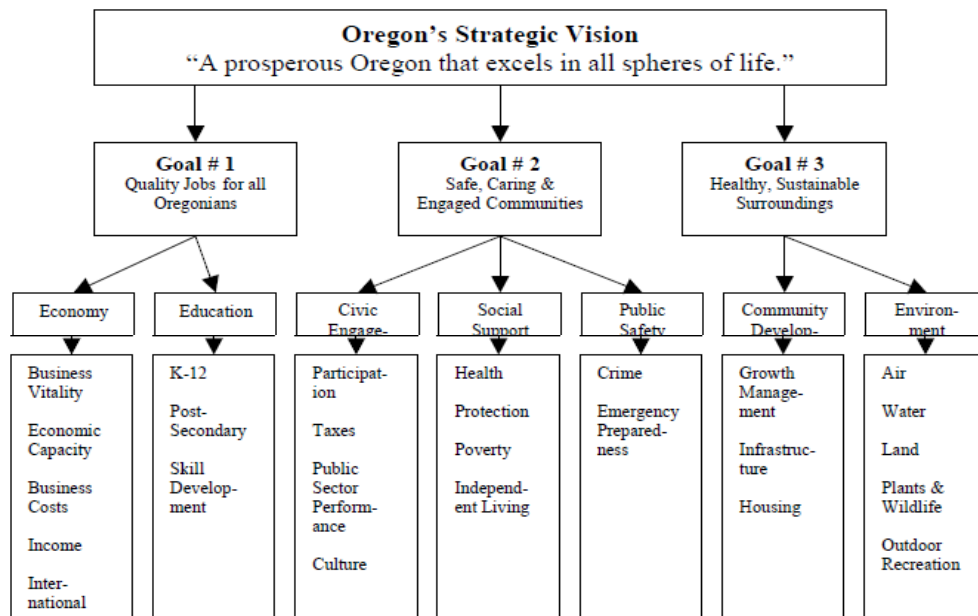 Oregon's Strategic Vision
“A prosperous Oregon that excels in all spheres of life.”
Goal # 1
Quality Jobs for all
Oregonians
Goal # 2
Safe, Caring &
Engaged Communities
Goal # 3
Healthy, Sustainable
Surroundings
Economy
Education
Civic
Engage-
Social
Support
Public
Safety
Community
Develop-
Environ-
ment
Business
Vitality
Economic
Capacity
Business
Costs
Income
Inter-
national
K-12
Post-
Secondary
Skill
Develop-
ment
Participat-
ion
Taxes
Public
Sector
Perform-
ance
Culture
Health
Protection
Poverty
Independ-
ent Living
Crime
Emergency
Prepared-
ness
Growth
Manage-
ment
Infrastruc-
ture
Housing
Air
Water
Land
Plants &
Wildlife
Outdoor
Recreation